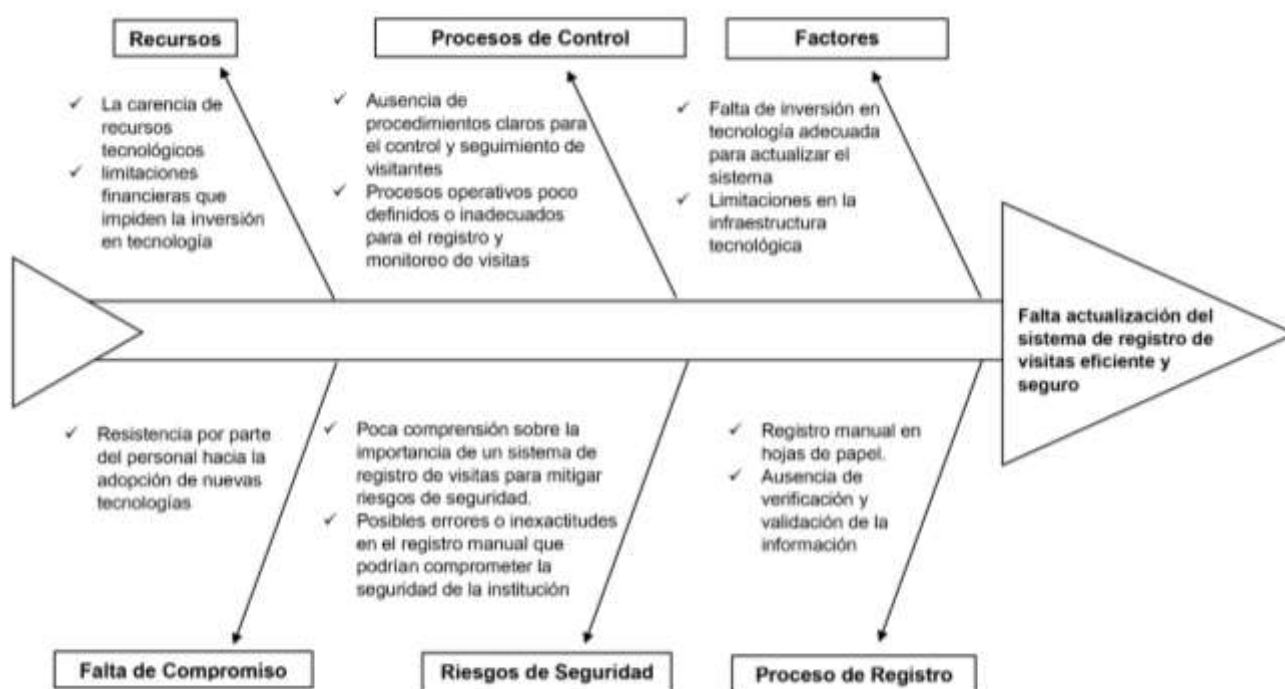 Recursos
✓ La carencia de
recursos
tecnológicos
✓ limitaciones
financieras que
impiden la inversión
en tecnología
Procesos de Control
✓ Ausencia de
procedimientos claros para
el control y seguimiento de
visitantes
✓ Procesos operativos poco
definidos o inadecuados
para el registro y
monitoreo de visitas
Factores
✓ Falta de inversión en
tecnología adecuada
para actualizar el
sistema
✓ Limitaciones en la
infraestructura
tecnológica
Falta actualización del
sistema de registro de
visitas eficiente y
seguro
✓ Resistencia por parte
del personal hacia la
adopción de nuevas
tecnologías
Falta de Compromiso
✓ Poca comprensión sobre la
importancia de un sistema de
registro de visitas para mitigar
riesgos de seguridad.
✓ Posibles errores o inexactitudes
en el registro manual que
podrían comprometer la
seguridad de la institución
Riesgos de Seguridad
✓ Registro manual en
hojas de papel.
✓ Ausencia de
verificación y
validación de la
información
Proceso de Registro